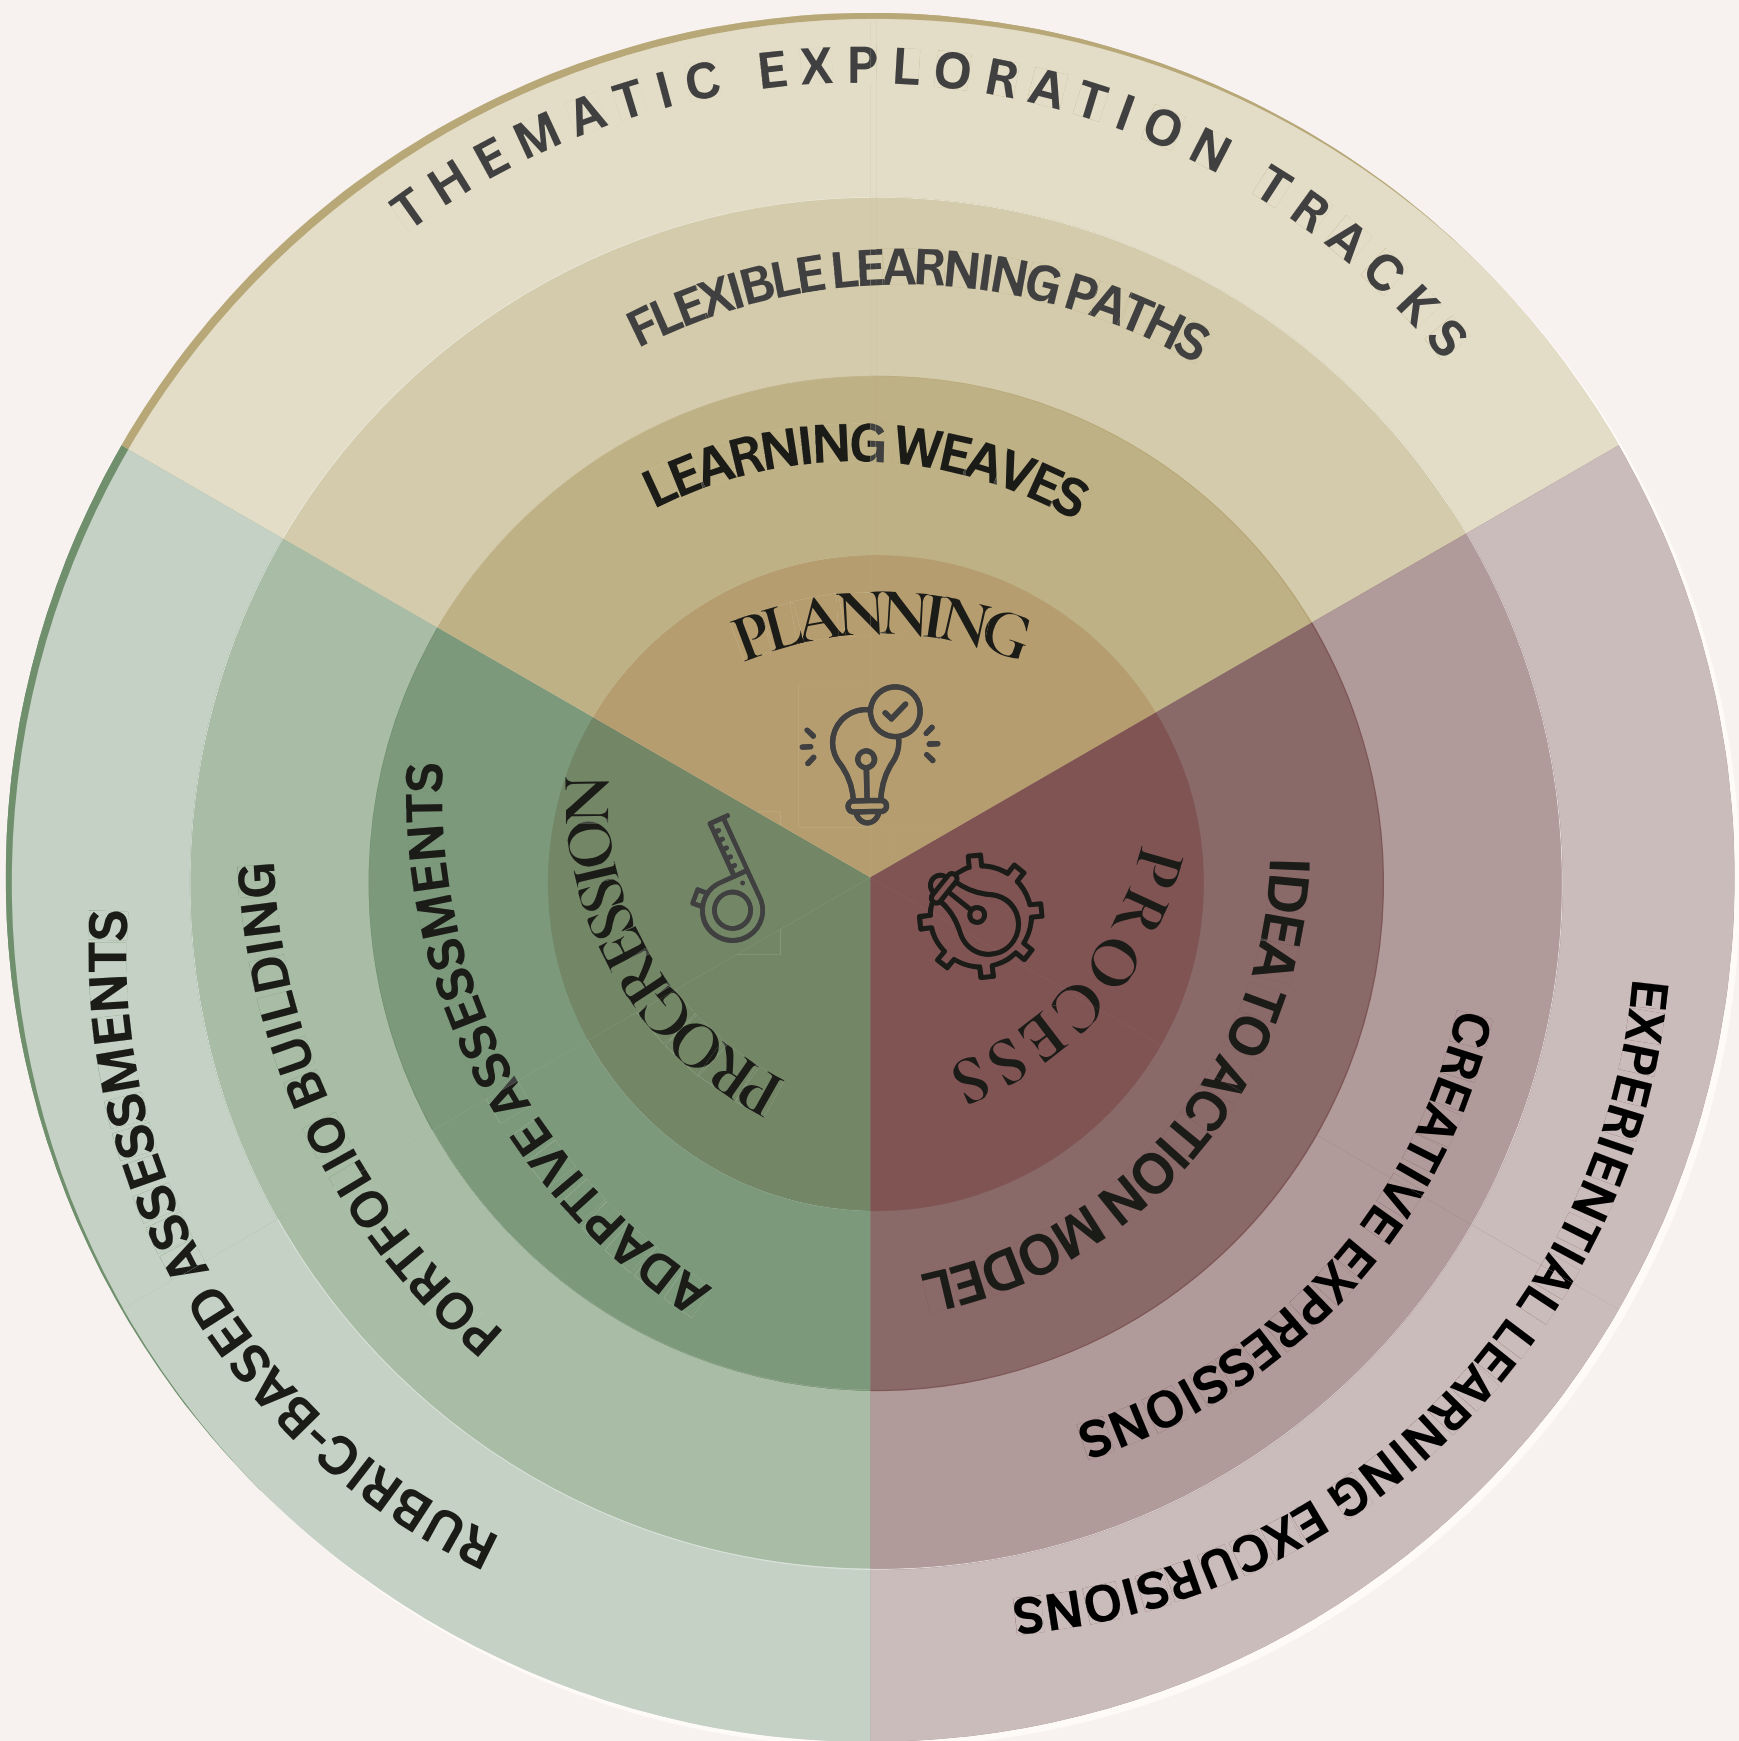 THEMATIC EXPLORATION TRACKS
FLEXIBLE LEARNING PATHS
LEARNING WEAVES
PLANNING
PROCESS
IDEA TO ACTION MODEL
CREATIVE EXPRESSIONS
EXPERIENTIAL LEARNING EXCURSIONS
PROGRESSION
ADAPTIVE ASSESSMENTS
PORTFOLIO BUILDING
RUBRIC-BASED ASSESSMENTS